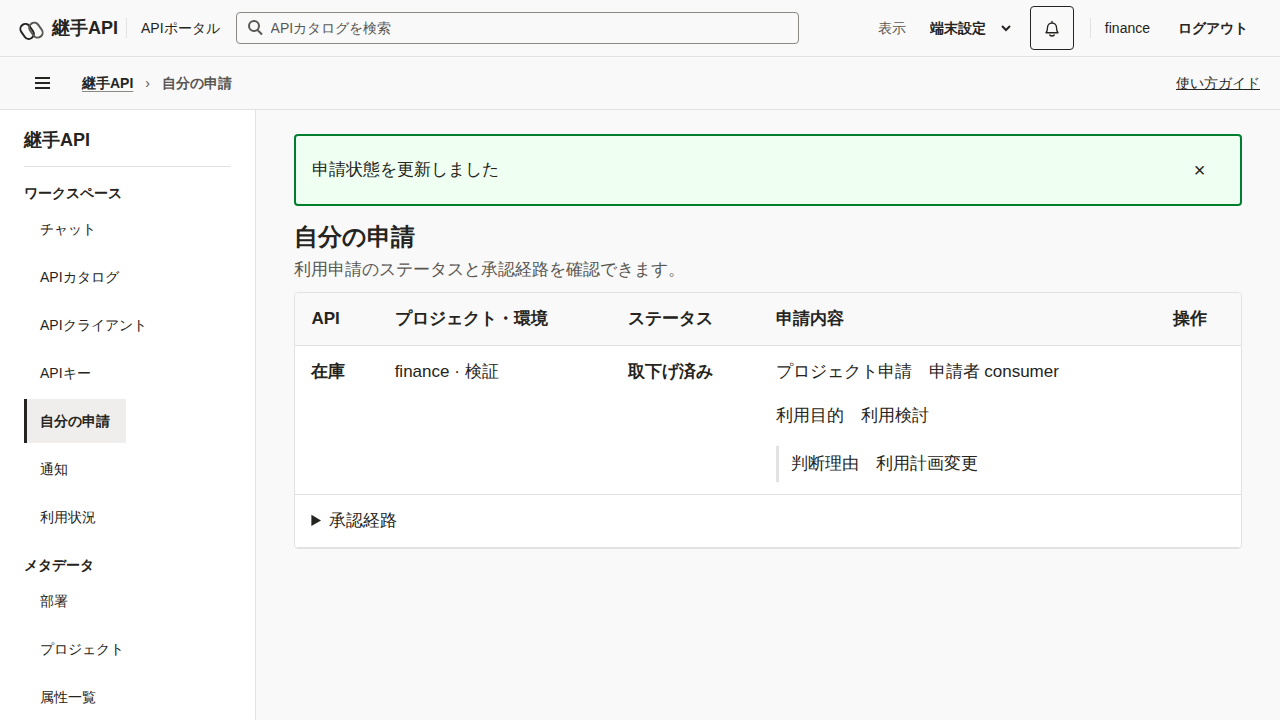 継手API APIポータル APIカタログを検索 表示 端末設定 finance ログアウト
継手API › 自分の申請 使い方ガイド
継手API
ワークスペース
チャット
APIカタログ
APIクライアント
APIキー
自分の申請
通知
利用状況
メタデータ
部署
プロジェクト
属性一覧
申請状態を更新しました ×
自分の申請
利用申請のステータスと承認経路を確認できます。
API プロジェクト・環境 ステータス 申請内容 操作
在庫 finance · 検証 取下げ済み プロジェクト申請 申請者 consumer
利用目的 利用検討
判断理由 利用計画変更
▶ 承認経路